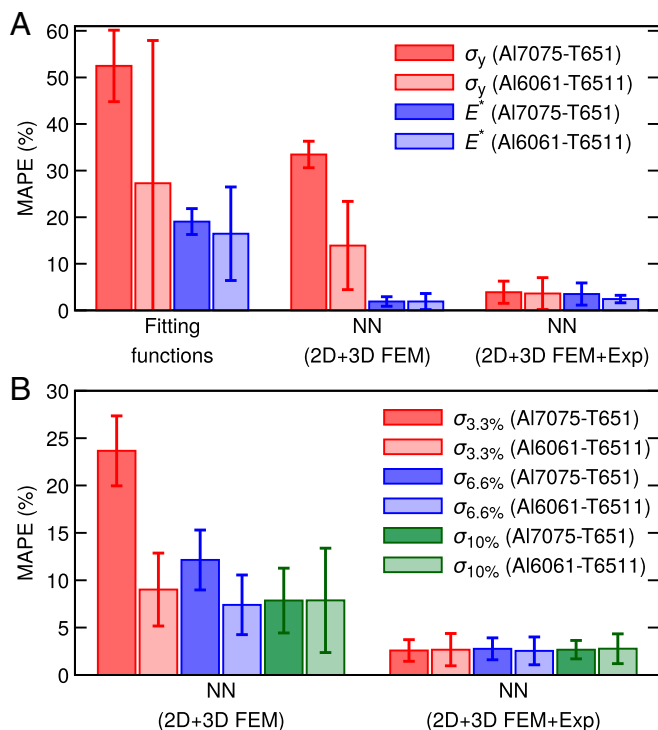 A
MAPE (%)
60
50
40
30
20
10
0
σy (Al7075-T651)
σy (Al6061-T6511)
E* (Al7075-T651)
E* (Al6061-T6511)
Fitting
functions
NN
(2D+3D FEM)
NN
(2D+3D FEM+Exp)
B
MAPE (%)
30
25
20
15
10
5
0
σ3.3% (Al7075-T651)
σ3.3% (Al6061-T6511)
σ6.6% (Al7075-T651)
σ6.6% (Al6061-T6511)
σ10% (Al7075-T651)
σ10% (Al6061-T6511)
NN
(2D+3D FEM)
NN
(2D+3D FEM+Exp)